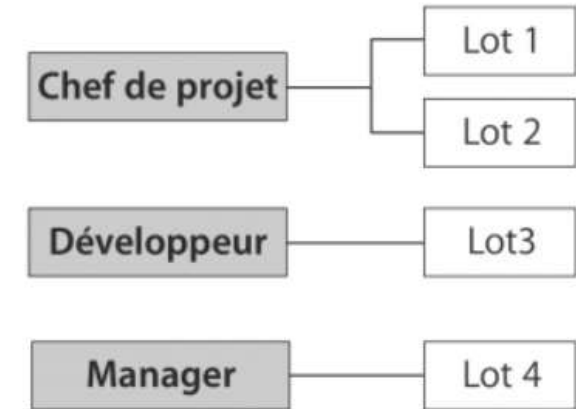 Chef de projet
Lot 1
Lot 2
Développeur
Lot3
Manager
Lot 4